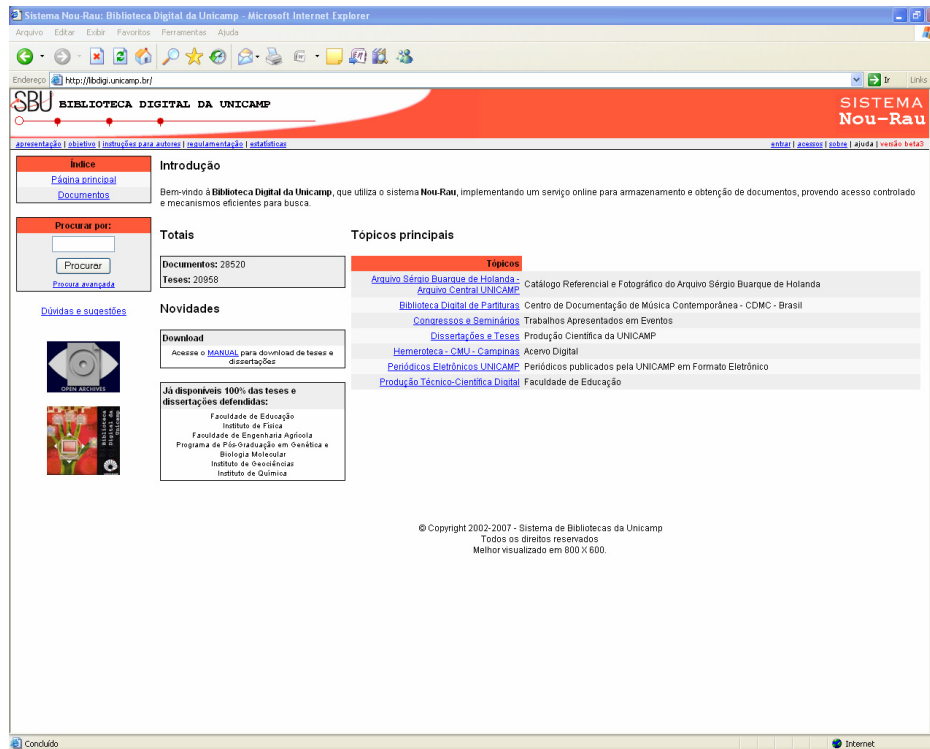 Sistema Nou-Rau: Biblioteca Digital da Unicamp - Microsoft Internet Explorer
Arquivo Editar Exibir Favoritos Ferramentas Ajuda
Endereço http://libdigi.unicamp.br/ Ir Links
SBU BIBLIOTECA DIGITAL DA UNICAMP
SISTEMA
Nou-Rau
apresentação | objetivo | instruções para autores | regulamentação | estatísticas
entrar | acessos | sobre | ajuda | versão beta3
Índice
Página principal
Documentos
Procurar por:
Procurar
Procura avançada
Dúvidas e sugestões
OPEN ARCHIVES
Biblioteca
Digital da
Unicamp
Introdução
Bem-vindo à Biblioteca Digital da Unicamp, que utiliza o sistema Nou-Rau, implementando um serviço online para armazenamento e obtenção de documentos, provendo acesso controlado
e mecanismos eficientes para busca.
Totais
Documentos: 28520
Teses: 20958
Novidades
Download
Acesse o MANUAL para download de teses e
dissertações
Já disponíveis 100% das teses e
dissertações defendidas:
Faculdade de Educação
Instituto de Física
Faculdade de Engenharia Agrícola
Programa de Pós-Graduação em Genética e
Biologia Molecular
Instituto de Geociências
Instituto de Química
Tópicos principais
Tópicos
Arquivo Sérgio Buarque de Holanda -
Arquivo Central UNICAMP
Catálogo Referencial e Fotográfico do Arquivo Sérgio Buarque de Holanda
Biblioteca Digital de Partituras Centro de Documentação de Música Contemporânea - CDMC - Brasil
Congressos e Seminários Trabalhos Apresentados em Eventos
Dissertações e Teses Produção Científica da UNICAMP
Hemeroteca - CMU - Campinas Acervo Digital
Periódicos Eletrônicos UNICAMP Periódicos publicados pela UNICAMP em Formato Eletrônico
Produção Técnico-Científica Digital Faculdade de Educação
© Copyright 2002-2007 - Sistema de Bibliotecas da Unicamp
Todos os direitos reservados
Melhor visualizado em 800 X 600.
Concluído
Internet